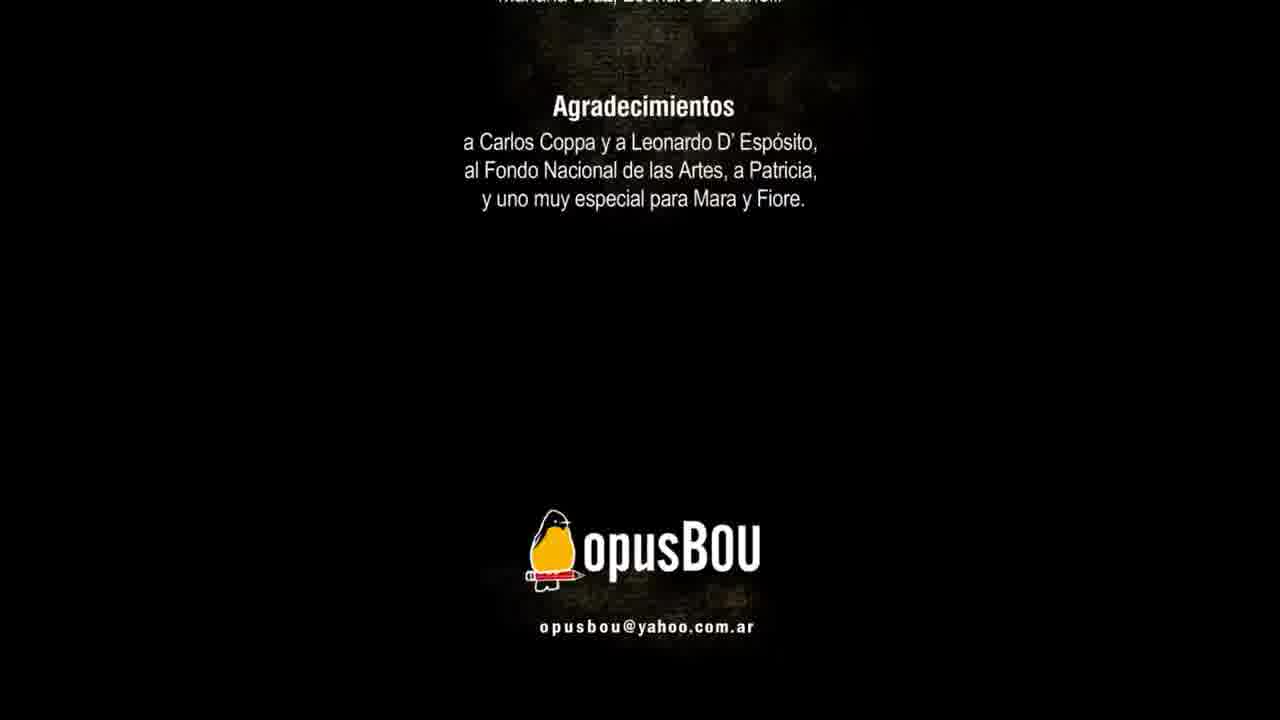 Agradecimientos
a Carlos Coppa y a Leonardo D' Espósito,
al Fondo Nacional de las Artes, a Patricia,
y uno muy especial para Mara y Fiore.
opusBOU
opusbou@yahoo.com.ar